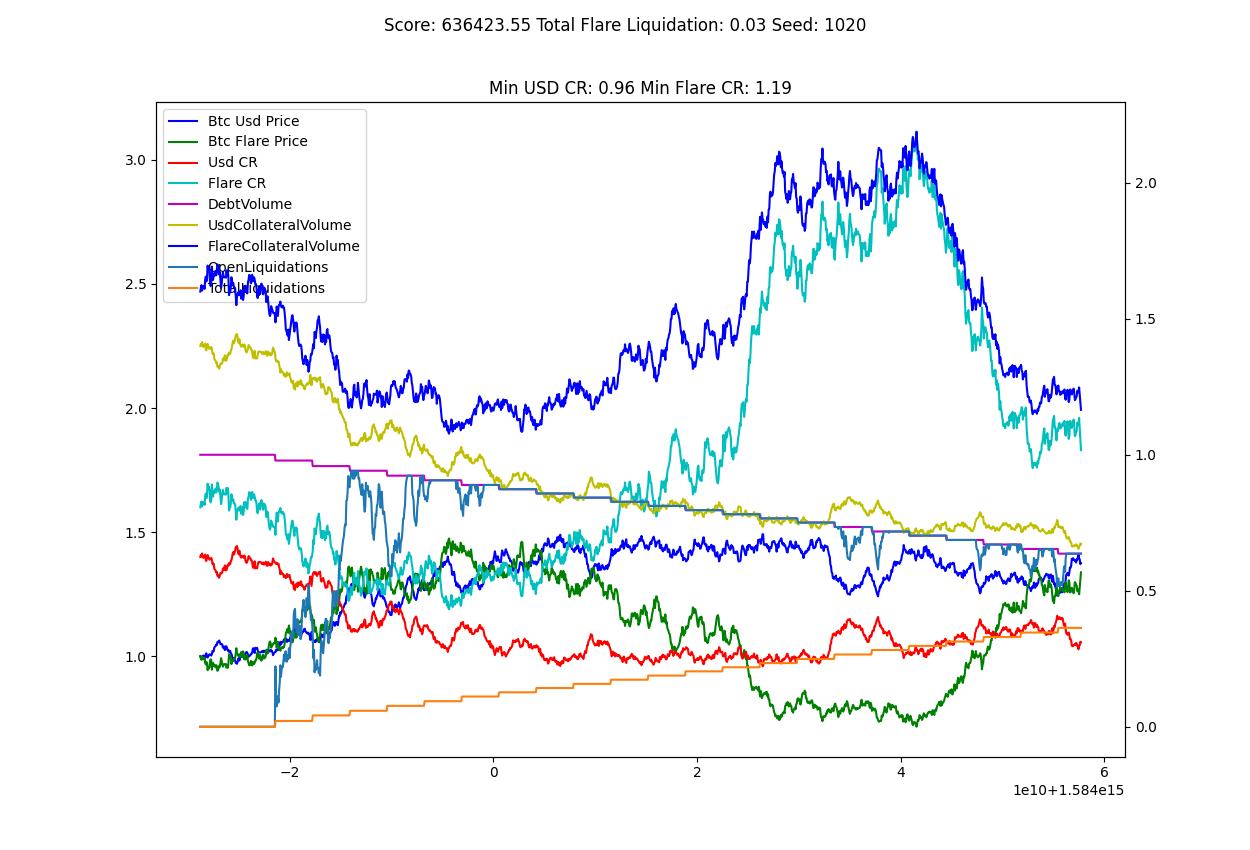 Score: 636423.55 Total Flare Liquidation: 0.03 Seed: 1020
Min USD CR: 0.96 Min Flare CR: 1.19
Btc Usd Price
Btc Flare Price
Usd CR
Flare CR
DebtVolume
UsdCollateralVolume
FlareCollateralVolume
OpenLiquidations
TotalLiquidations
3.0
2.5
2.0
1.5
1.0
2.0
1.5
1.0
0.5
0.0
−2 0 2 4 6
1e10+1.584e15